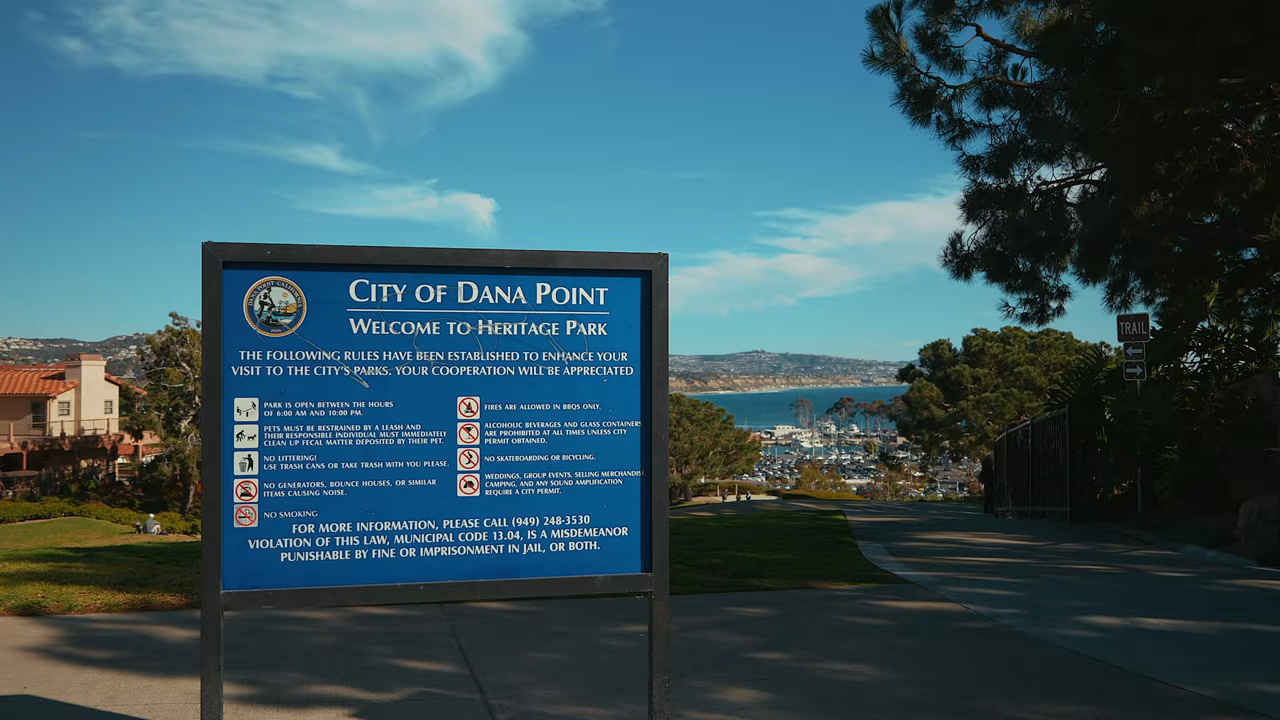 CITY OF DANA POINT
WELCOME TO HERITAGE PARK
THE FOLLOWING RULES HAVE BEEN ESTABLISHED TO ENHANCE YOUR
VISIT TO THE CITY'S PARKS. YOUR COOPERATION WILL BE APPRECIATED
PARK IS OPEN BETWEEN THE HOURS
OF 6:00 AM AND 10:00 PM.
PETS MUST BE RESTRAINED BY A LEASH AND
THEIR RESPONSIBLE INDIVIDUAL MUST IMMEDIATELY
CLEAN UP FECAL MATTER DEPOSITED BY THEIR PET.
NO LITTERING!
USE TRASH CANS OR TAKE TRASH WITH YOU PLEASE.
NO GENERATORS, BOUNCE HOUSES, OR SIMILAR
ITEMS CAUSING NOISE.
NO SMOKING
FIRES ARE ALLOWED IN BBQS ONLY.
ALCOHOLIC BEVERAGES AND GLASS CONTAINERS
ARE PROHIBITED AT ALL TIMES UNLESS CITY
PERMIT OBTAINED.
NO SKATEBOARDING OR BICYCLING.
WEDDINGS, GROUP EVENTS, SELLING MERCHANDISE
CAMPING, AND ANY SOUND AMPLIFICATION
REQUIRE A CITY PERMIT.
FOR MORE INFORMATION, PLEASE CALL (949) 248-3530
VIOLATION OF THIS LAW, MUNICIPAL CODE 13.04, IS A MISDEMEANOR
PUNISHABLE BY FINE OR IMPRISONMENT IN JAIL, OR BOTH.
TRAIL